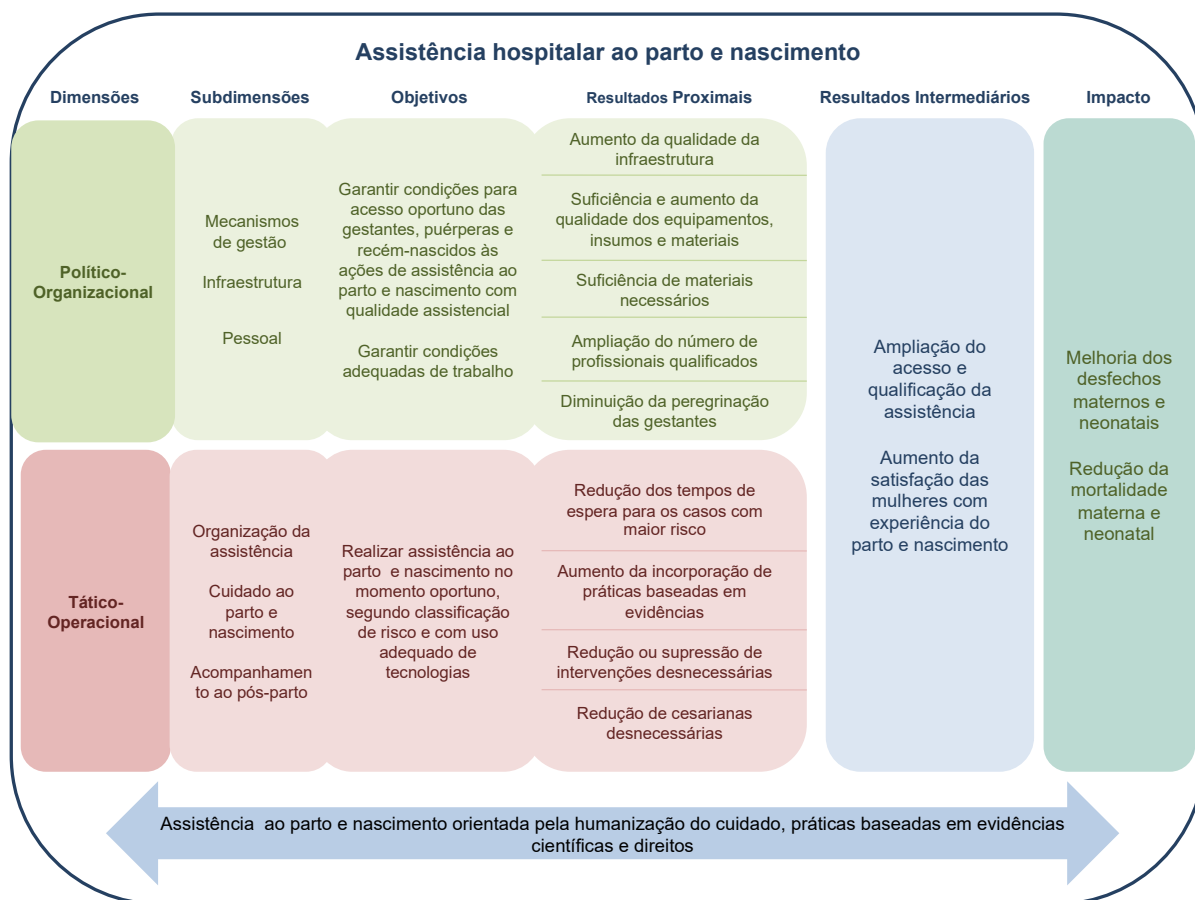 Assistência hospitalar ao parto e nascimento
Dimensões
Subdimensões
Objetivos
Resultados Proximais
Resultados Intermediários
Impacto
Político-
Organizacional
Mecanismos
de gestão
Infraestrutura
Pessoal
Garantir condições para
acesso oportuno das
gestantes, puérperas e
recém-nascidos às
ações de assistência ao
parto e nascimento com
qualidade assistencial
Garantir condições
adequadas de trabalho
Aumento da qualidade da
infraestrutura
Suficiência e aumento da
qualidade dos equipamentos,
insumos e materiais
Suficiência de materiais
necessários
Ampliação do número de
profissionais qualificados
Diminuição da peregrinação
das gestantes
Tático-
Operacional
Organização da
assistência
Cuidado ao
parto e
nascimento
Acompanhamen
to ao pós-parto
Realizar assistência ao
parto e nascimento no
momento oportuno,
segundo classificação
de risco e com uso
adequado de
tecnologias
Redução dos tempos de
espera para os casos com
maior risco
Aumento da incorporação de
práticas baseadas em
evidências
Redução ou supressão de
intervenções desnecessárias
Redução de cesarianas
desnecessárias
Ampliação do
acesso e
qualificação da
assistência
Aumento da
satisfação das
mulheres com
experiência do
parto e nascimento
Melhoria dos
desfechos
maternos e
neonatais
Redução da
mortalidade
materna e
neonatal
Assistência ao parto e nascimento orientada pela humanização do cuidado, práticas baseadas em evidências
científicas e direitos